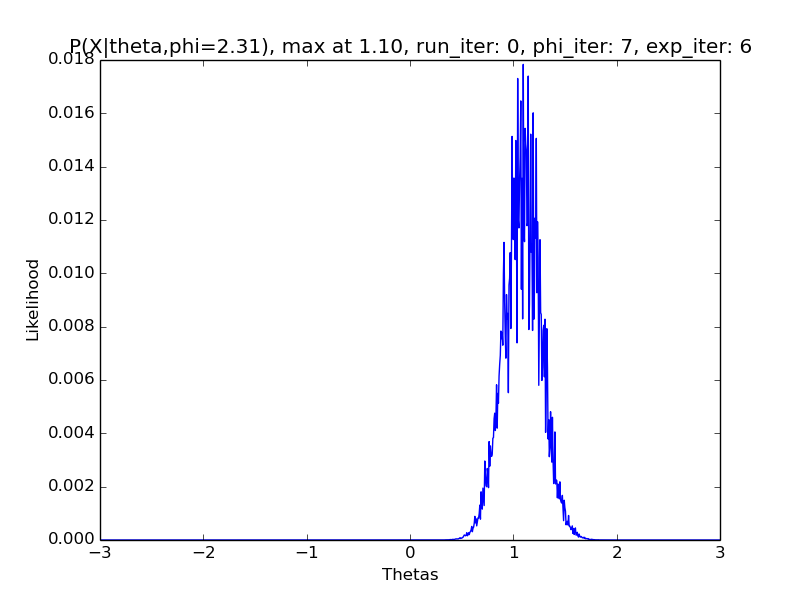 P(X|theta,phi=2.31), max at 1.10, run_iter: 0, phi_iter: 7, exp_iter: 6
0.018
0.016
0.014
0.012
0.010
0.008
0.006
0.004
0.002
0.000
Likelihood
−3 −2 −1 0 1 2 3
Thetas